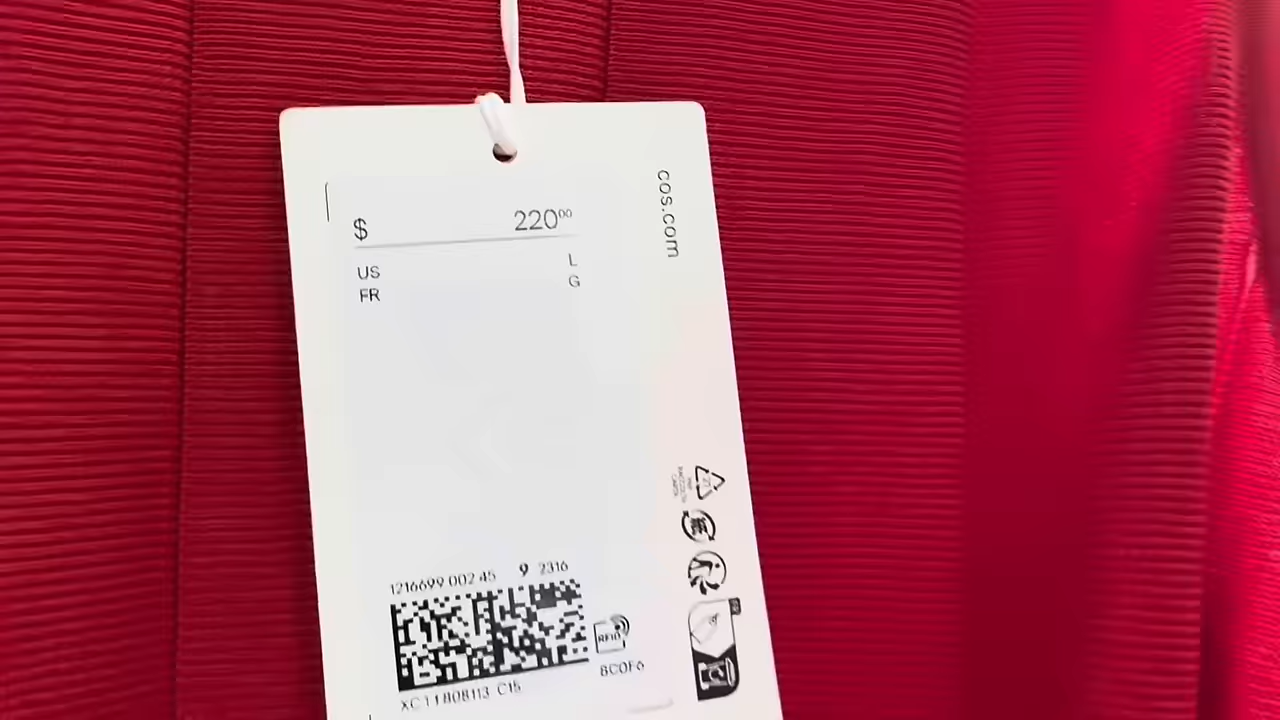 $ 220⁰⁰
US L
FR G
cos.com
1216699 002 45 9 2316
RFID
8C0F6
XC11808113 C15